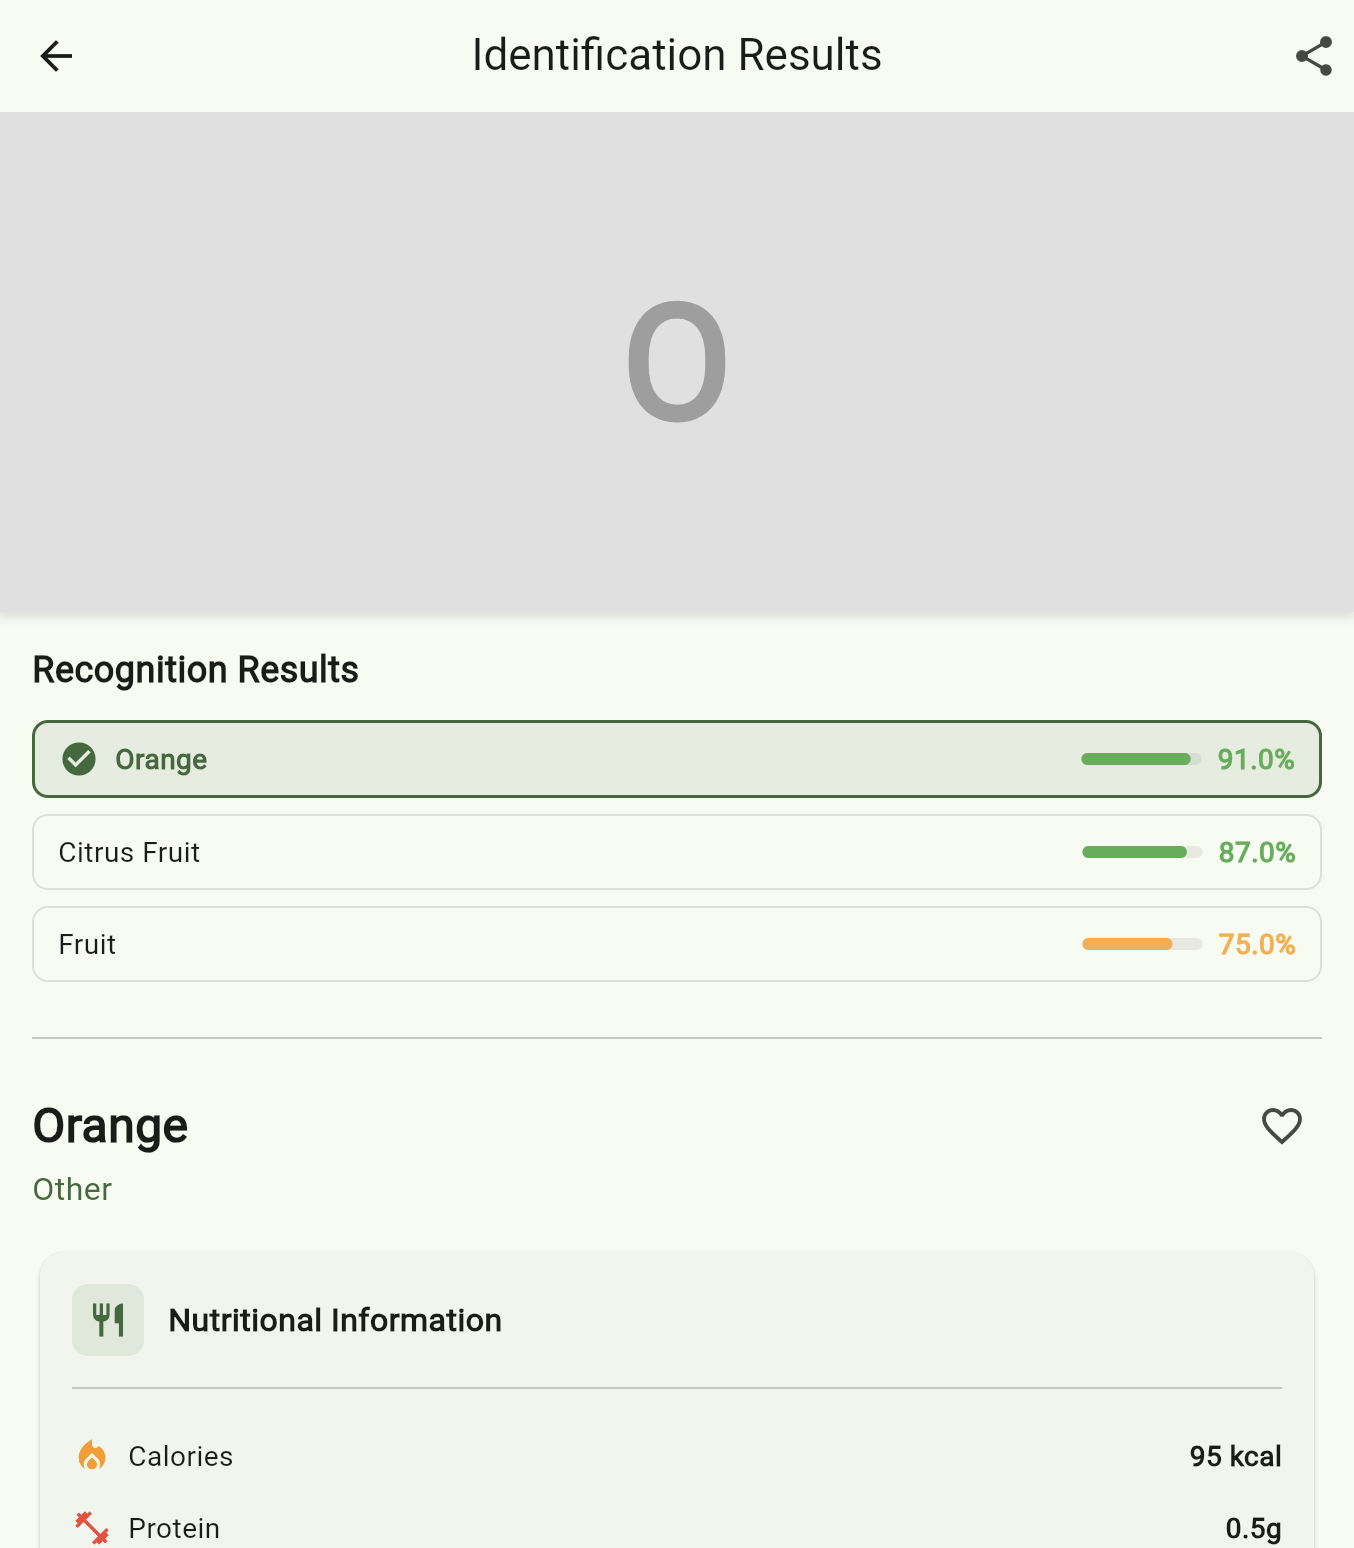 Identification Results
O
Recognition Results
Orange 91.0%
Citrus Fruit 87.0%
Fruit 75.0%
Orange
Other
Nutritional Information
Calories 95 kcal
Protein 0.5g